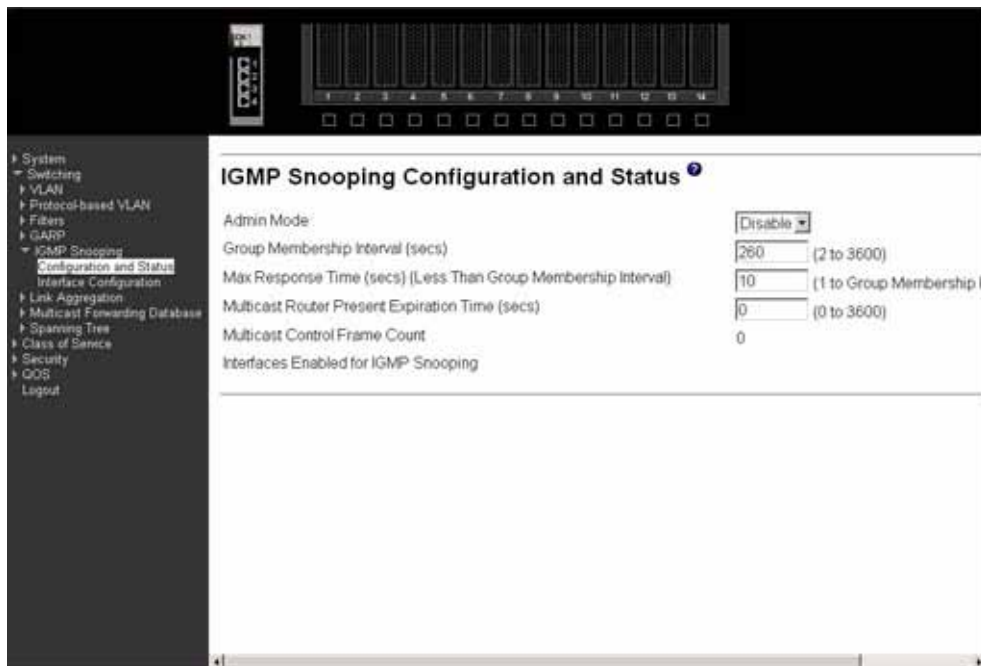 1 2 3 4 5 6 7 8 9 10 11 12 13 14
System
Switching
VLAN
Protocol-based VLAN
Filters
GARP
IGMP Snooping
Configuration and Status
Interface Configuration
Link Aggregation
Multicast Forwarding Database
Spanning Tree
Class of Service
Security
QOS
Logout
IGMP Snooping Configuration and Status ?
Admin Mode Disable
Group Membership Interval (secs) 260 (2 to 3600)
Max Response Time (secs) (Less Than Group Membership Interval) 10 (1 to Group Membership
Multicast Router Present Expiration Time (secs) 0 (0 to 3600)
Multicast Control Frame Count 0
Interfaces Enabled for IGMP Snooping